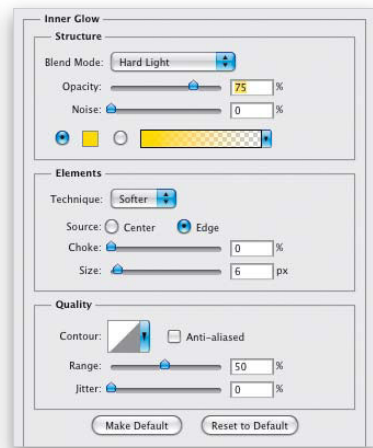 Inner Glow
Structure
Blend Mode: Hard Light
Opacity: 75 %
Noise: 0 %
Elements
Technique: Softer
Source: Center Edge
Choke: 0 %
Size: 6 px
Quality
Contour: Anti-aliased
Range: 50 %
Jitter: 0 %
Make Default Reset to Default